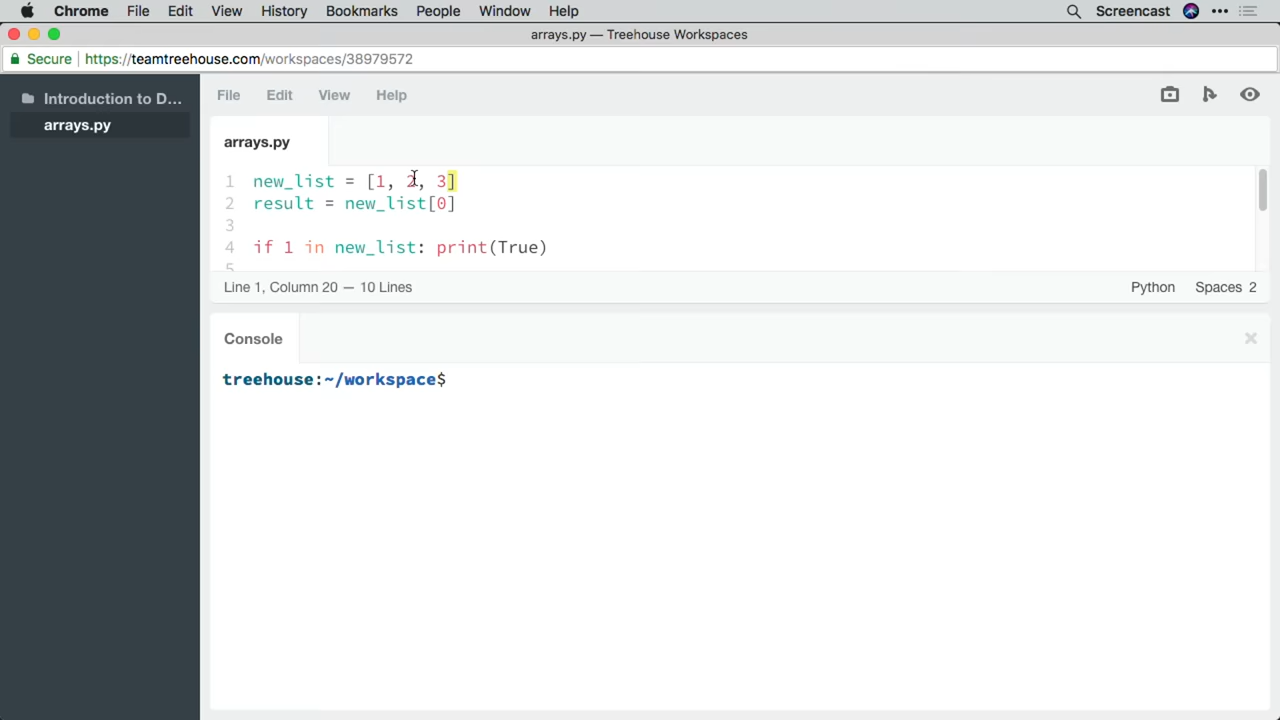 Chrome File Edit View History Bookmarks People Window Help Screencast
arrays.py — Treehouse Workspaces
Secure https://teamtreehouse.com/workspaces/38979572
Introduction to D...
arrays.py
File Edit View Help
arrays.py
1 new_list = [1, 2, 3]
2 result = new_list[0]
3
4 if 1 in new_list: print(True)
5
Line 1, Column 20 — 10 Lines Python Spaces 2
Console
treehouse:~/workspace$